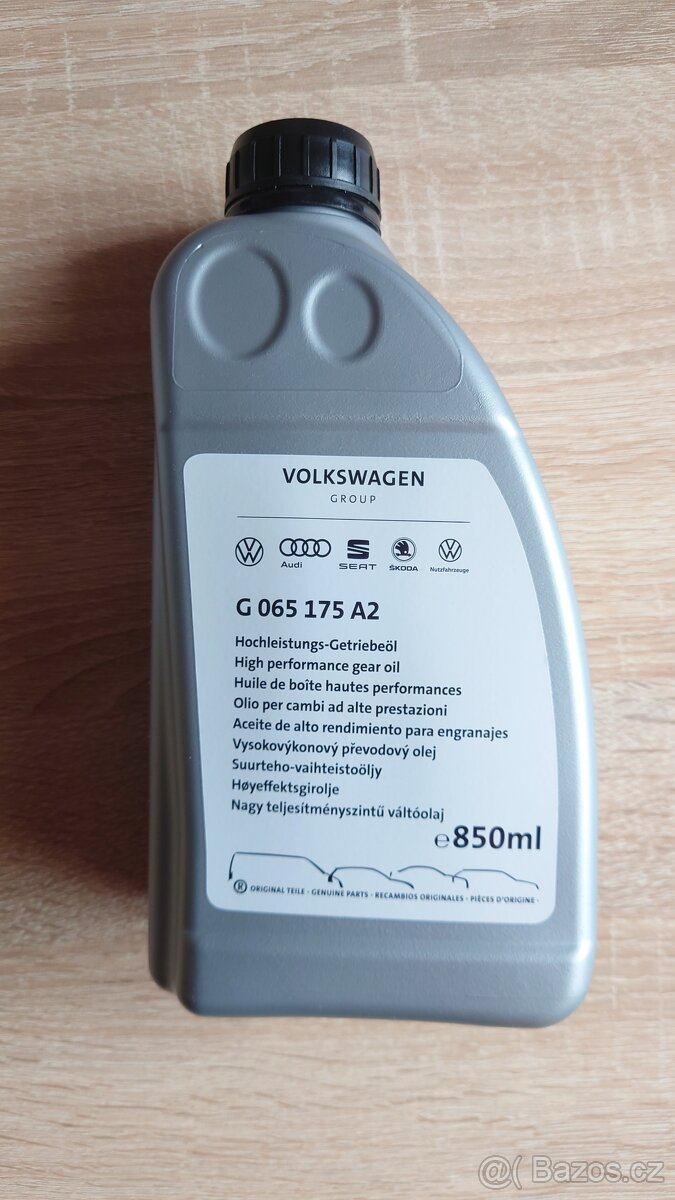 VOLKSWAGEN
GROUP
Audi SEAT ŠKODA Nutzfahrzeuge
G 065 175 A2
Hochleistungs-Getriebeöl
High performance gear oil
Huile de boîte hautes performances
Olio per cambi ad alte prestazioni
Aceite de alto rendimiento para engranajes
Vysokovýkonový převodový olej
Suurteho-vaihteistoöljy
Høyeffektsgirolje
Nagy teljesítményszintű váltóolaj
℮850ml
® ORIGINAL TEILE · GENUINE PARTS · RECAMBIOS ORIGINALES · PIÈCES D'ORIGINE ·
@( Bazos.cz